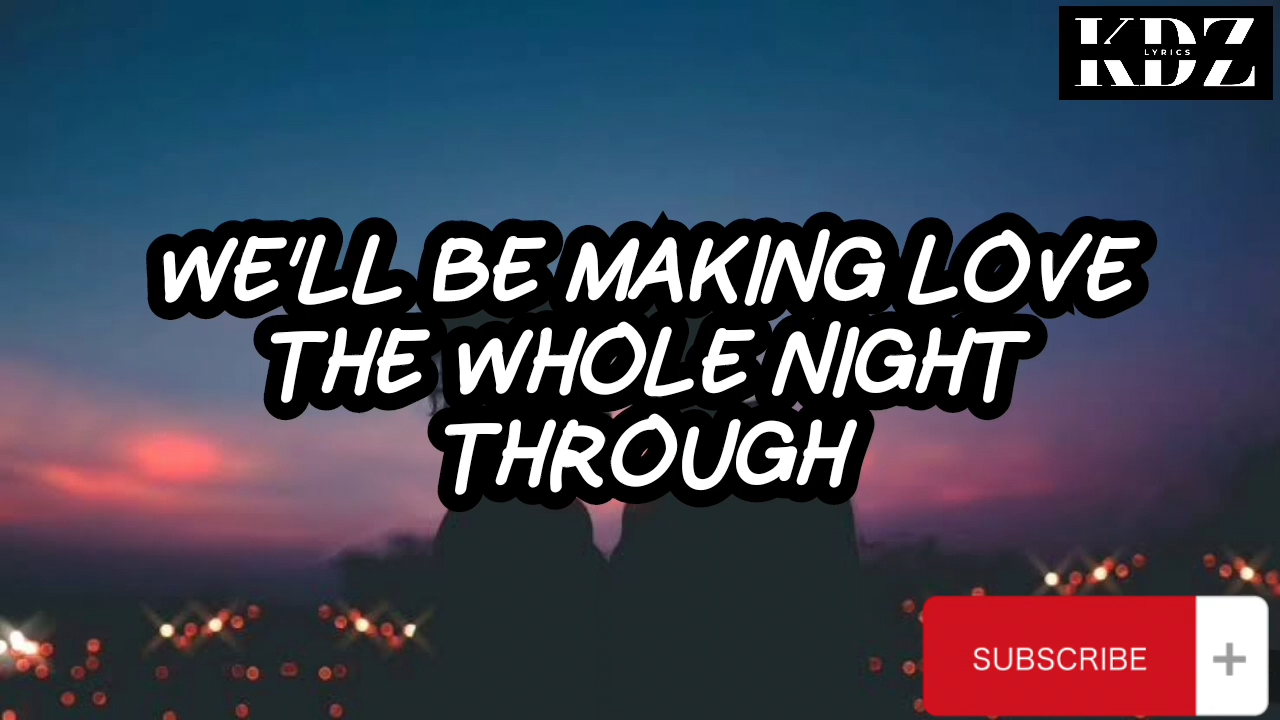 KDZ
LYRICS
WE'LL BE MAKING LOVE
THE WHOLE NIGHT
THROUGH
SUBSCRIBE
+